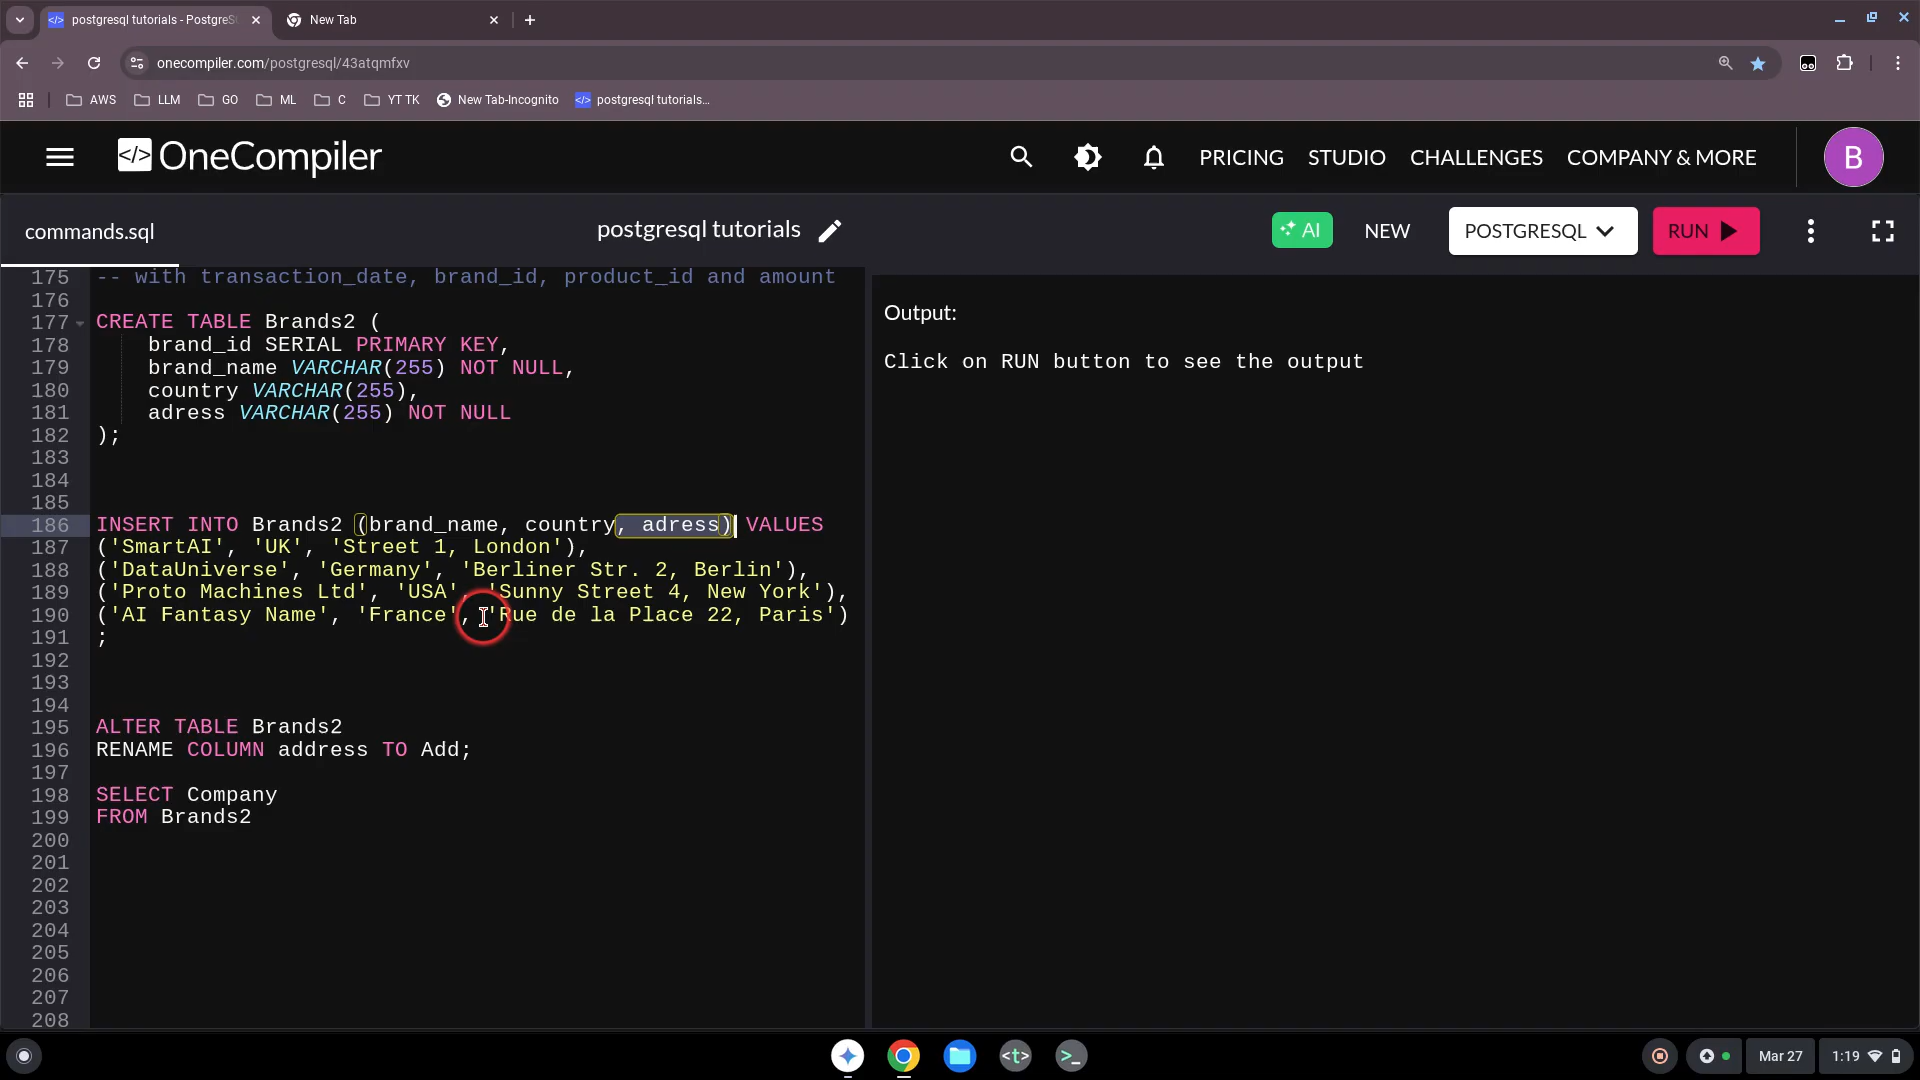 postgresql tutorials - PostgreS
New Tab
onecompiler.com/postgresql/43atqmfxv
AWS
LLM
GO
ML
C
YT TK
New Tab-Incognito
postgresql tutorials...
OneCompiler
PRICING
STUDIO
CHALLENGES
COMPANY & MORE
B
commands.sql
postgresql tutorials
AI
NEW
POSTGRESQL
RUN
175 -- with transaction_date, brand_id, product_id and amount
176
177 CREATE TABLE Brands2 (
178 brand_id SERIAL PRIMARY KEY,
179 brand_name VARCHAR(255) NOT NULL,
180 country VARCHAR(255),
181 adress VARCHAR(255) NOT NULL
182 );
183
184
185
186 INSERT INTO Brands2 (brand_name, country, adress) VALUES
187 ('SmartAI', 'UK', 'Street 1, London'),
188 ('DataUniverse', 'Germany', 'Berliner Str. 2, Berlin'),
189 ('Proto Machines Ltd', 'USA', 'Sunny Street 4, New York'),
190 ('AI Fantasy Name', 'France', 'Rue de la Place 22, Paris')
191 ;
192
193
194
195 ALTER TABLE Brands2
196 RENAME COLUMN address TO Add;
197
198 SELECT Company
199 FROM Brands2
200
201
202
203
204
205
206
207
208
Output:
Click on RUN button to see the output
<t>
>_
Mar 27
1:19